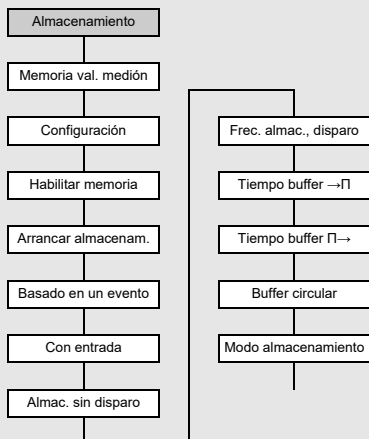 Almacenamiento
Memoria val. medión
Configuración
Habilitar memoria
Arrancar almacenam.
Basado en un evento
Con entrada
Almac. sin disparo
Frec. almac., disparo
Tiempo buffer →Π
Tiempo buffer Π→
Buffer circular
Modo almacenamiento